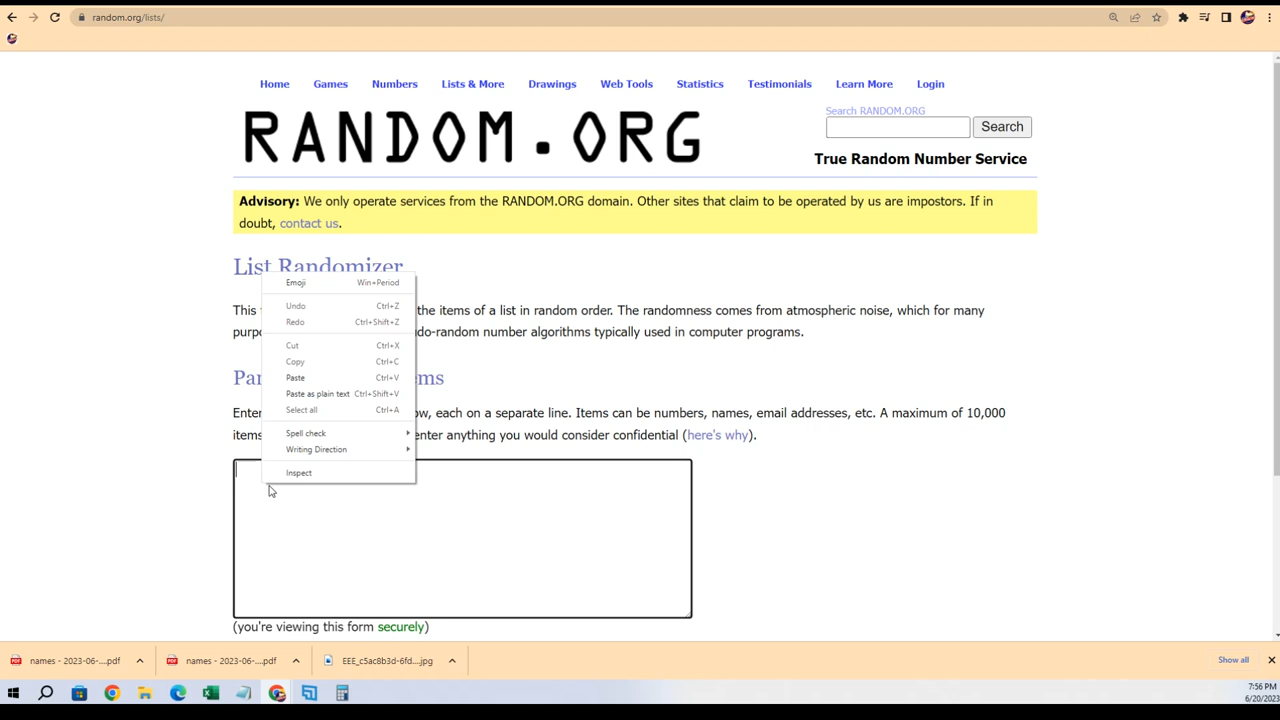 random.org/lists/
Home Games Numbers Lists & More Drawings Web Tools Statistics Testimonials Learn More Login
RANDOM.ORG
Search RANDOM.ORG
Search
True Random Number Service
Advisory: We only operate services from the RANDOM.ORG domain. Other sites that claim to be operated by us are impostors. If in
doubt, contact us.
List Randomizer
This the items of a list in random order. The randomness comes from atmospheric noise, which for many
purpo do-random number algorithms typically used in computer programs.
Par ems
Enter ow, each on a separate line. Items can be numbers, names, email addresses, etc. A maximum of 10,000
items enter anything you would consider confidential (here's why).
Emoji Win+Period
Undo Ctrl+Z
Redo Ctrl+Shift+Z
Cut Ctrl+X
Copy Ctrl+C
Paste Ctrl+V
Paste as plain text Ctrl+Shift+V
Select all Ctrl+A
Spell check
Writing Direction
Inspect
(you're viewing this form securely)
names - 2023-06-....pdf names - 2023-06-....pdf EEE_c5ac8b3d-6fd....jpg Show all
7:56 PM
6/20/2023